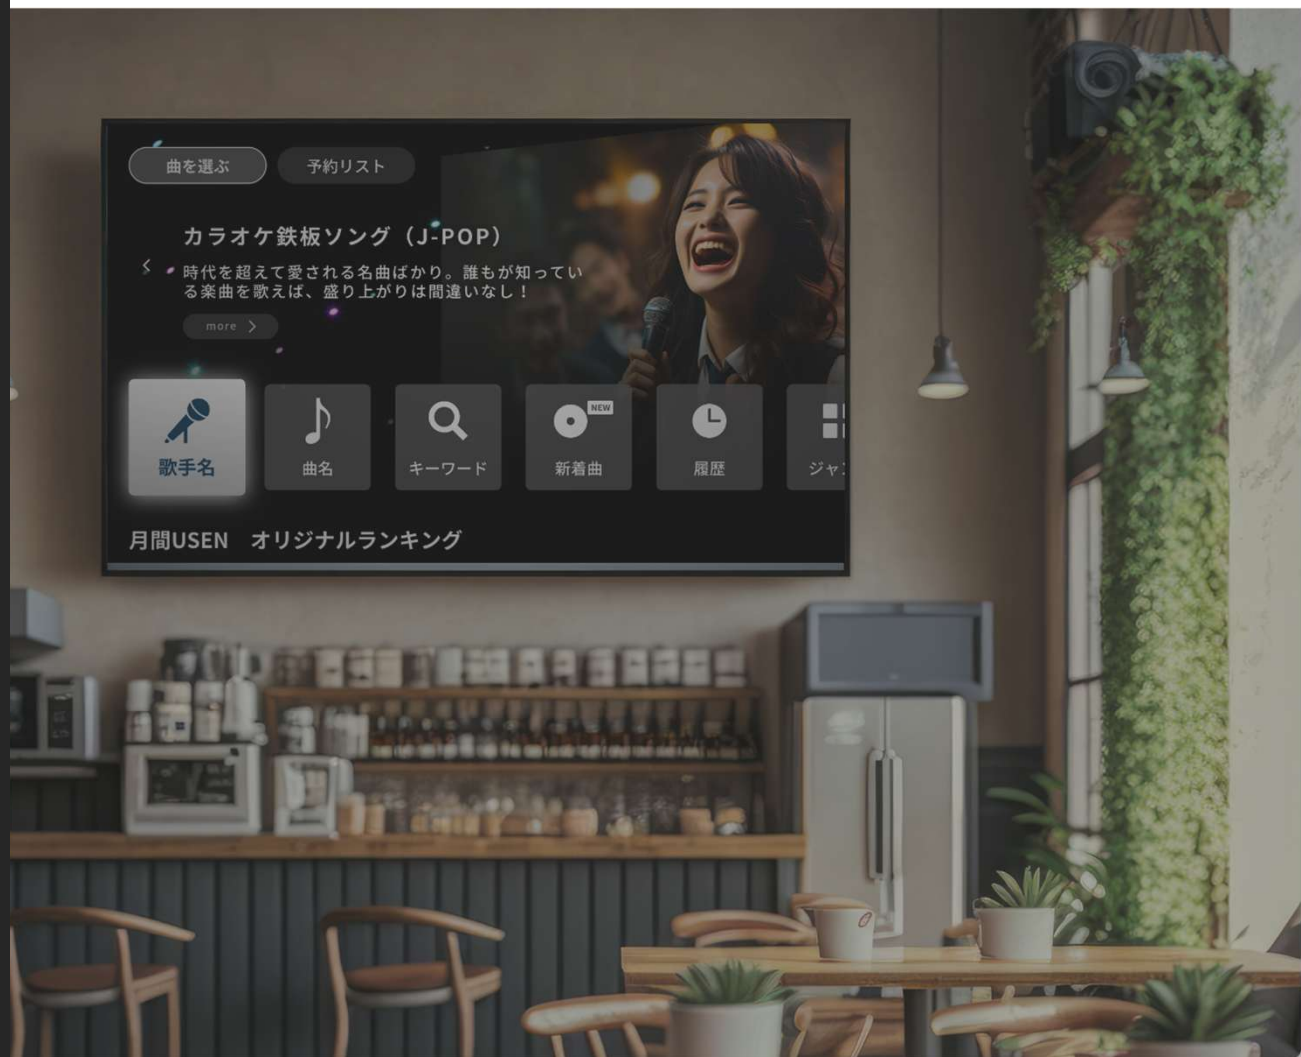 曲を選ぶ
予約リスト
カラオケ鉄板ソング（J-POP）
時代を超えて愛される名曲ばかり。誰もが知ってい
る楽曲を歌えば、盛り上がりは間違いなし！
more
歌手名
曲名
キーワード
NEW
新着曲
履歴
ジャン
月間USEN　オリジナルランキング